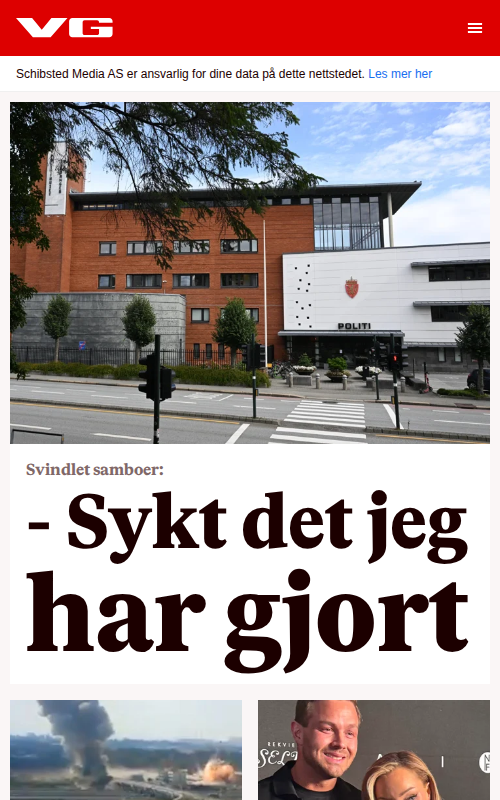 VG
Schibsted Media AS er ansvarlig for dine data på dette nettstedet. Les mer her
POLITI
Svindlet samboer:
- Sykt det jeg
har gjort